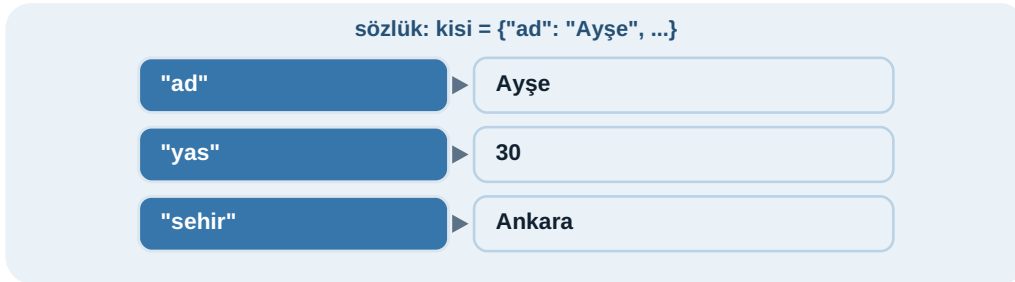 sözlük: kisi = {"ad": "Ayşe", ...}
"ad" Ayşe
"yas" 30
"sehir" Ankara